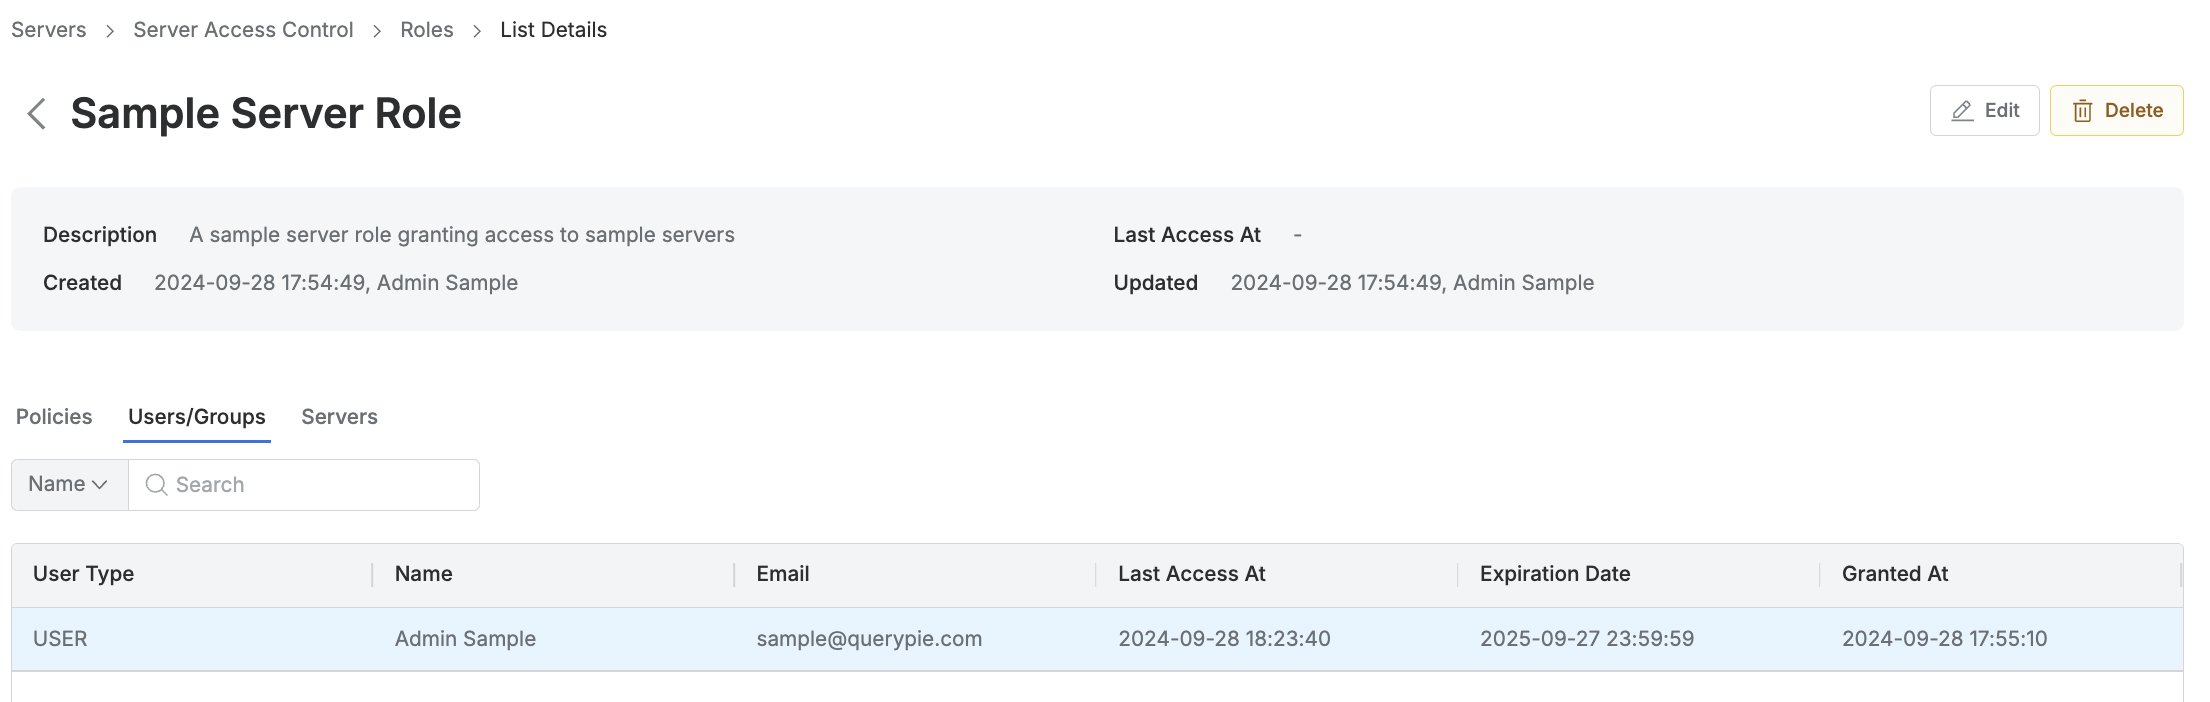 Servers > Server Access Control > Roles > List Details
Sample Server Role
Edit Delete
Description A sample server role granting access to sample servers Last Access At -
Created 2024-09-28 17:54:49, Admin Sample Updated 2024-09-28 17:54:49, Admin Sample
Policies Users/Groups Servers
Name Search
User Type Name Email Last Access At Expiration Date Granted At
USER Admin Sample sample@querypie.com 2024-09-28 18:23:40 2025-09-27 23:59:59 2024-09-28 17:55:10